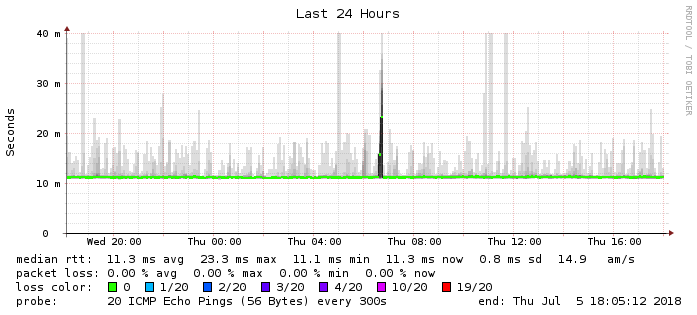 Last 24 Hours
RRDTOOL / TOBI OETIKER
Seconds
40 m
30 m
20 m
10 m
0
Wed 20:00 Thu 00:00 Thu 04:00 Thu 08:00 Thu 12:00 Thu 16:00
median rtt: 11.3 ms avg 23.3 ms max 11.1 ms min 11.3 ms now 0.8 ms sd 14.9 am/s
packet loss: 0.00 % avg 0.00 % max 0.00 % min 0.00 % now
loss color: 0 1/20 2/20 3/20 4/20 10/20 19/20
probe: 20 ICMP Echo Pings (56 Bytes) every 300s end: Thu Jul 5 18:05:12 2018